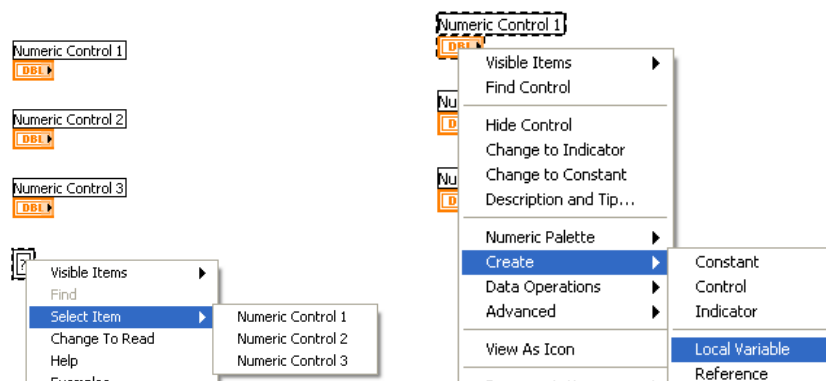 Numeric Control 1
DBL
Numeric Control 2
DBL
Numeric Control 3
DBL
?
Visible Items
Find
Select Item
Change To Read
Help
Examples
Numeric Control 1
Numeric Control 2
Numeric Control 3
Numeric Control 1
DBL
Nu
D
Nu
D
Visible Items
Find Control
Hide Control
Change to Indicator
Change to Constant
Description and Tip...
Numeric Palette
Create
Data Operations
Advanced
View As Icon
Constant
Control
Indicator
Local Variable
Reference